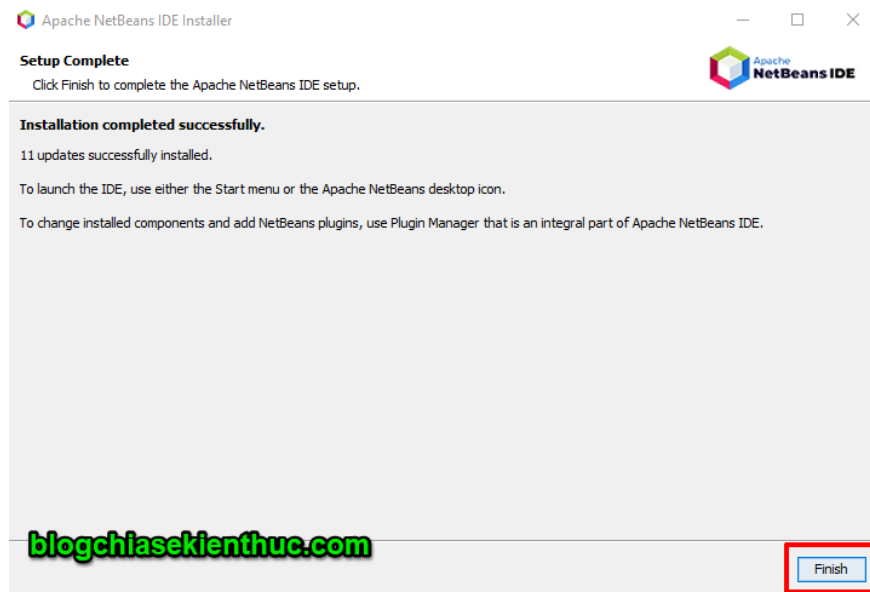 Apache NetBeans IDE Installer
Setup Complete
Click Finish to complete the Apache NetBeans IDE setup.
Apache
NetBeans IDE
Installation completed successfully.
11 updates successfully installed.
To launch the IDE, use either the Start menu or the Apache NetBeans desktop icon.
To change installed components and add NetBeans plugins, use Plugin Manager that is an integral part of Apache NetBeans IDE.
blogchiasekienthuc.com
Finish